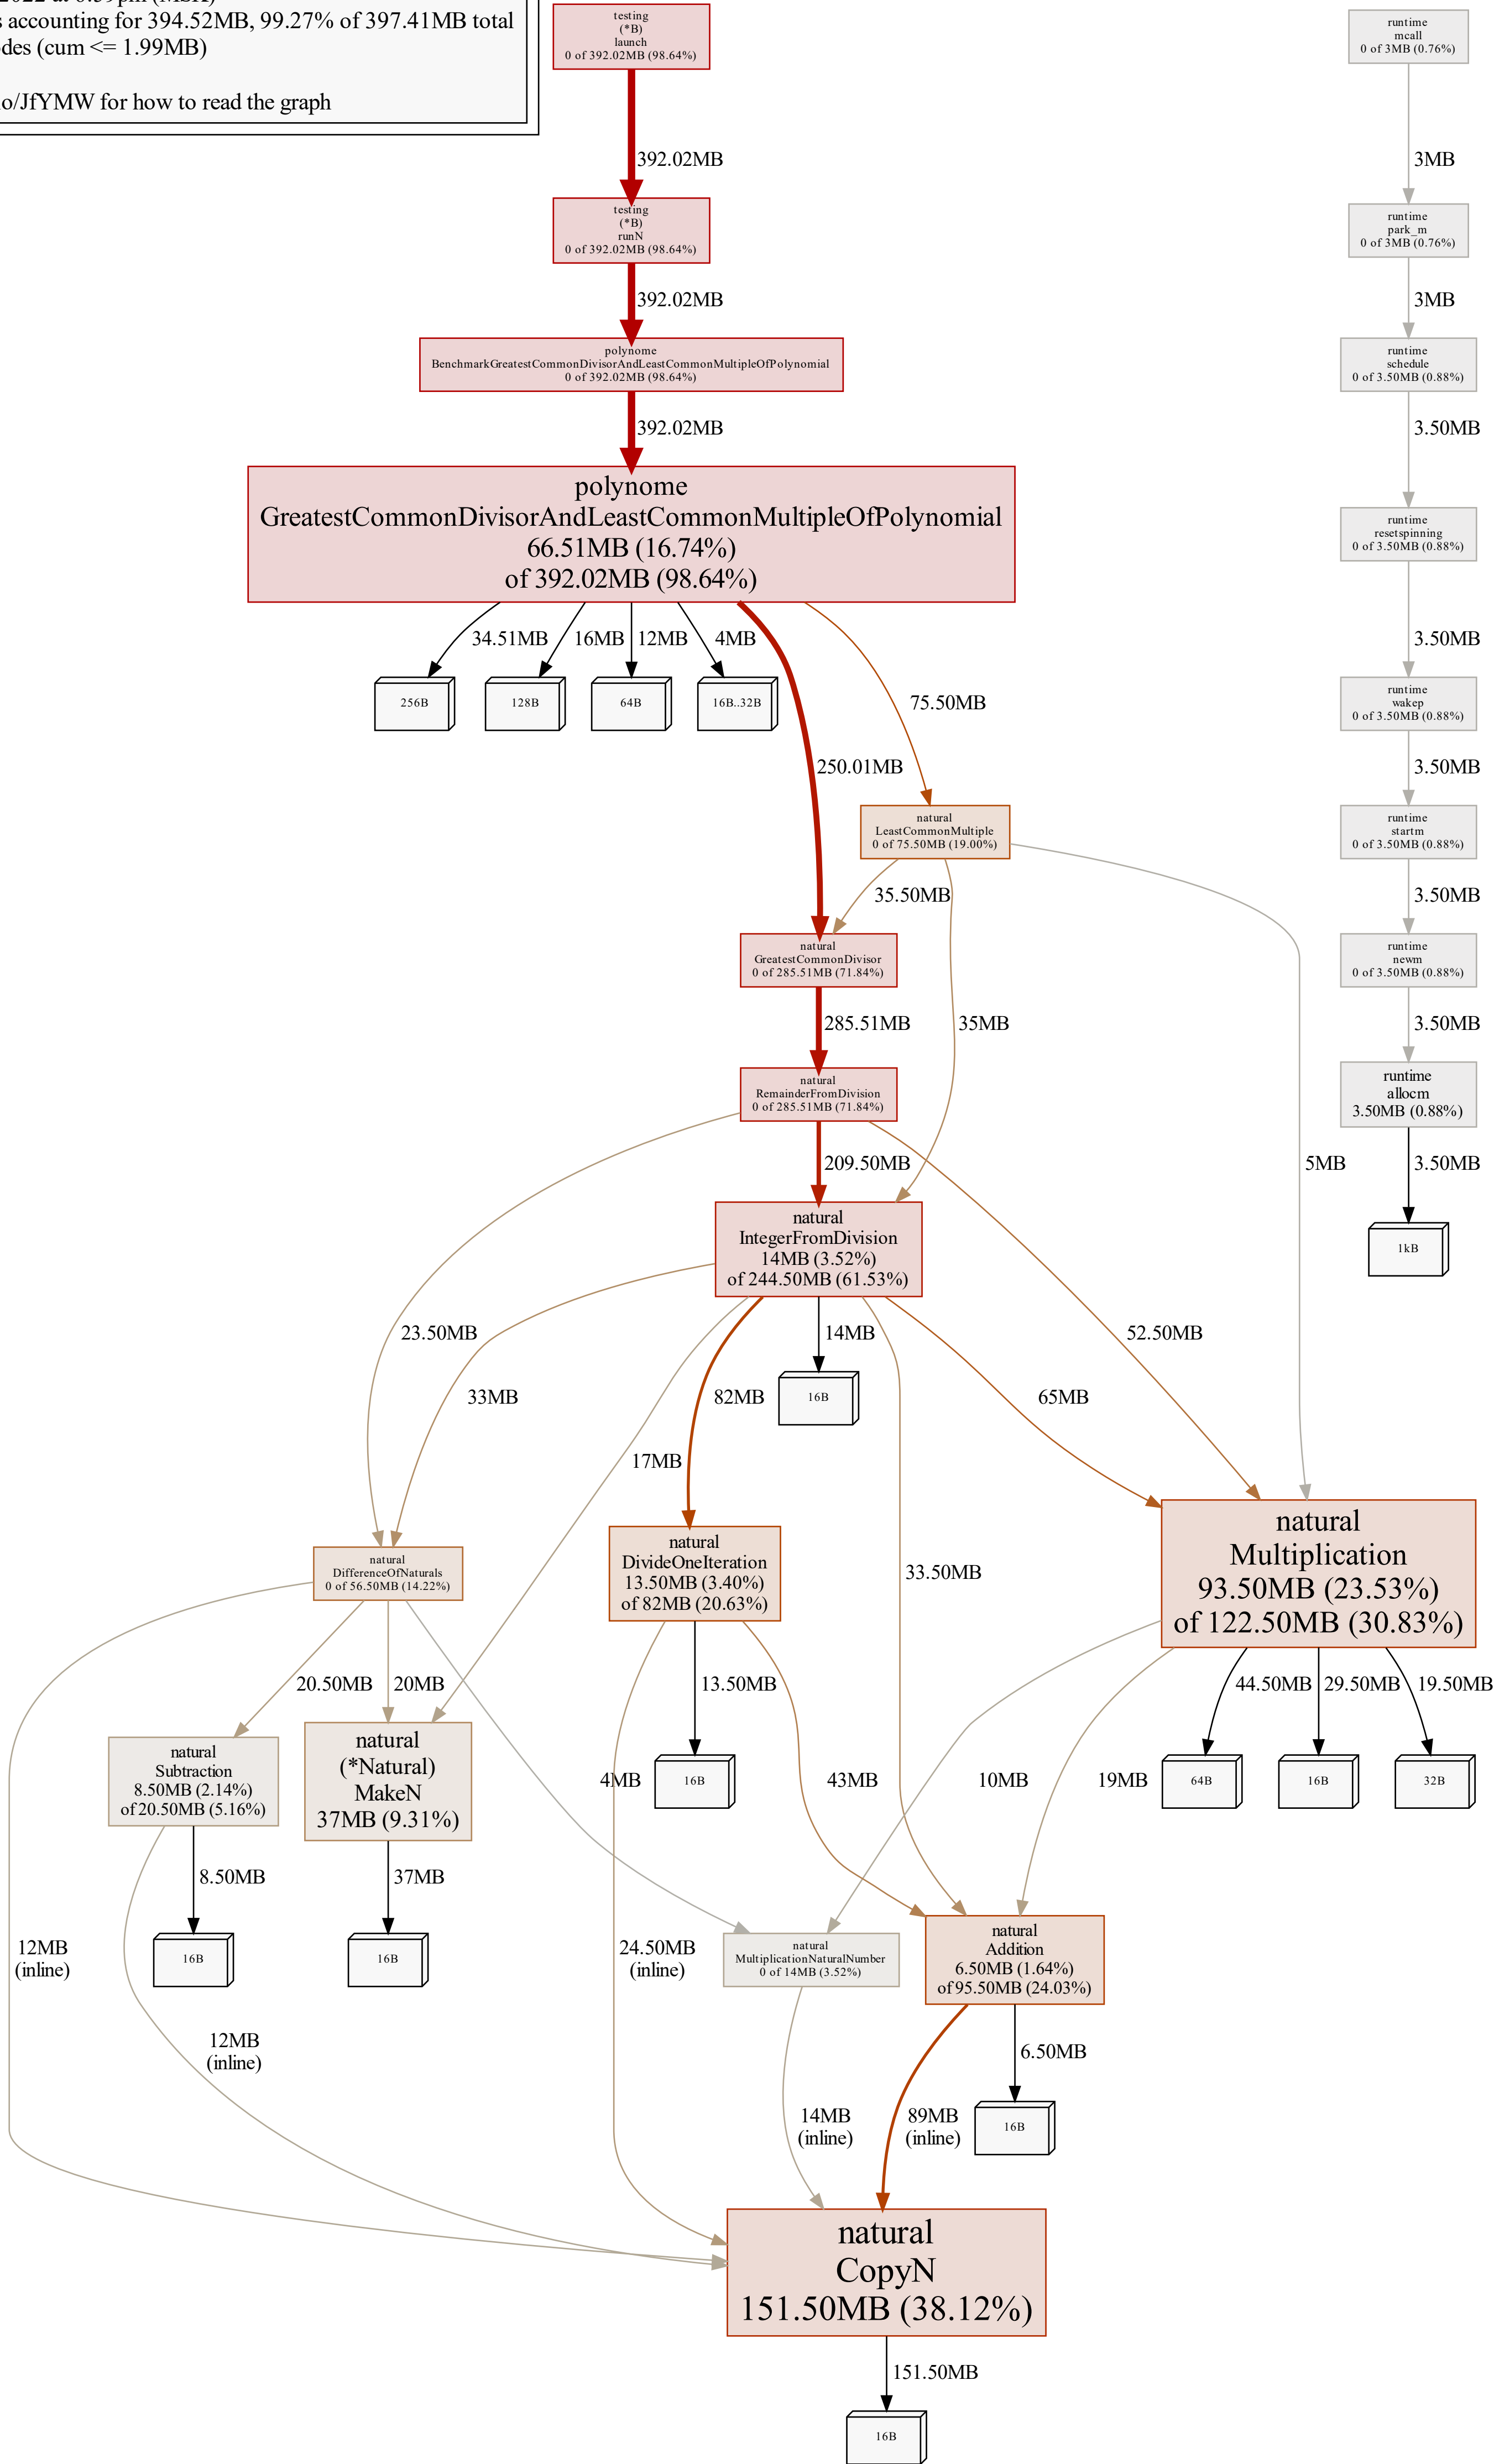 accounting for 394.52MB, 99.27% of 397.41MB total
(cum <= 1.99MB)
for how to read the graph
testing
(*B)
launch
0 of 392.02MB (98.64%)
runtime
mcall
0 of 3MB (0.76%)
392.02MB
3MB
testing
(*B)
runN
0 of 392.02MB (98.64%)
runtime
park_m
0 of 3MB (0.76%)
392.02MB
3MB
polynome
BenchmarkGreatestCommonDivisorAndLeastCommonMultipleOfPolynomial
0 of 392.02MB (98.64%)
runtime
schedule
0 of 3.50MB (0.88%)
392.02MB
3.50MB
polynome
GreatestCommonDivisorAndLeastCommonMultipleOfPolynomial
66.51MB (16.74%)
of 392.02MB (98.64%)
runtime
resetspinning
0 of 3.50MB (0.88%)
34.51MB
16MB
12MB
4MB
3.50MB
256B
128B
64B
16B..32B
75.50MB
runtime
wakep
0 of 3.50MB (0.88%)
250.01MB
3.50MB
natural
LeastCommonMultiple
0 of 75.50MB (19.00%)
runtime
startm
0 of 3.50MB (0.88%)
35.50MB
3.50MB
natural
GreatestCommonDivisor
0 of 285.51MB (71.84%)
runtime
newm
0 of 3.50MB (0.88%)
285.51MB
35MB
3.50MB
natural
RemainderFromDivision
0 of 285.51MB (71.84%)
runtime
allocm
3.50MB (0.88%)
209.50MB
5MB
3.50MB
natural
IntegerFromDivision
14MB (3.52%)
of 244.50MB (61.53%)
1kB
23.50MB
14MB
52.50MB
33MB
82MB
16B
65MB
17MB
natural
Multiplication
93.50MB (23.53%)
of 122.50MB (30.83%)
natural
DifferenceOfNaturals
0 of 56.50MB (14.22%)
natural
DivideOneIteration
13.50MB (3.40%)
of 82MB (20.63%)
33.50MB
20.50MB
20MB
13.50MB
44.50MB
29.50MB
19.50MB
natural
Subtraction
8.50MB (2.14%)
of 20.50MB (5.16%)
natural
(*Natural)
MakeN
37MB (9.31%)
4MB
16B
43MB
10MB
19MB
64B
16B
32B
8.50MB
37MB
12MB
(inline)
16B
16B
24.50MB
(inline)
natural
MultiplicationNaturalNumber
0 of 14MB (3.52%)
natural
Addition
6.50MB (1.64%)
of 95.50MB (24.03%)
12MB
(inline)
6.50MB
14MB
(inline)
89MB
(inline)
16B
natural
CopyN
151.50MB (38.12%)
151.50MB
16B